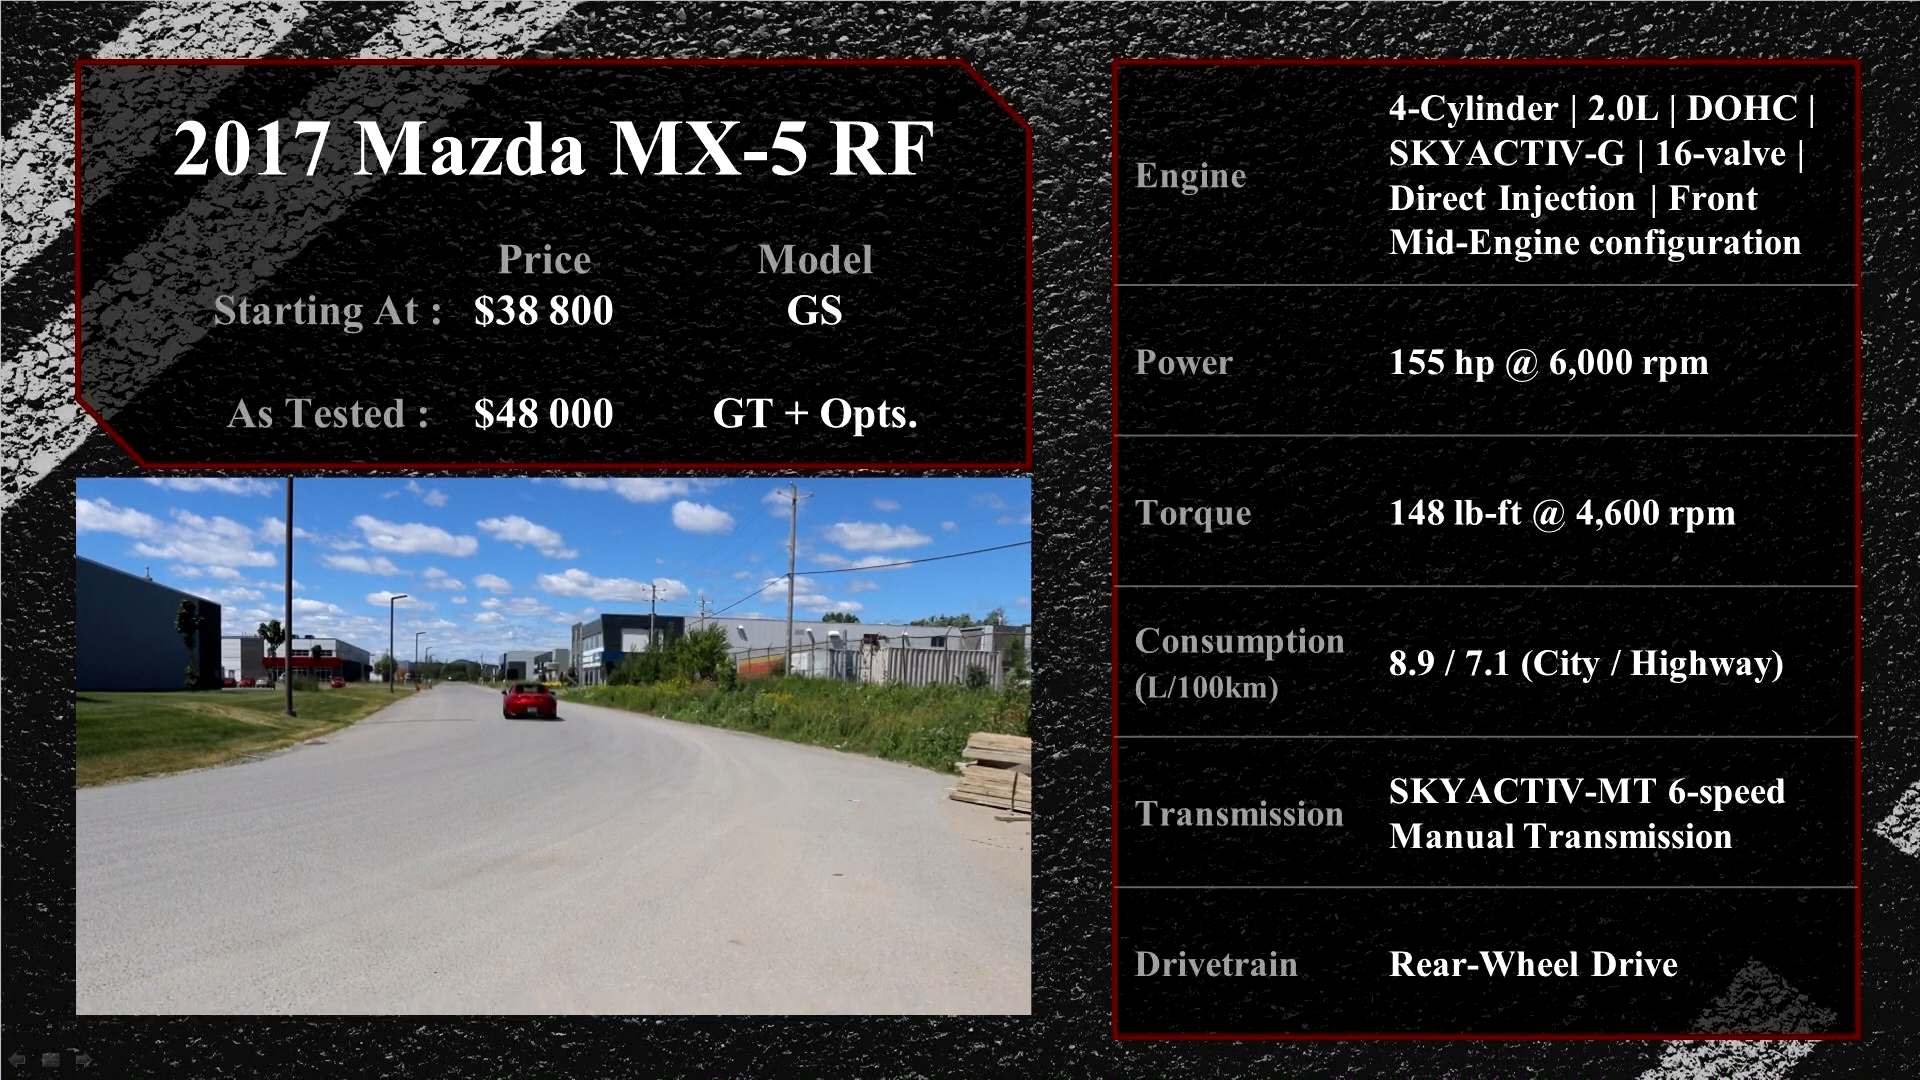 2017 Mazda MX-5 RF
Price Model
Starting At : $38 800 GS
As Tested : $48 000 GT + Opts.
Engine
4-Cylinder | 2.0L | DOHC |
SKYACTIV-G | 16-valve |
Direct Injection | Front
Mid-Engine configuration
Power 155 hp @ 6,000 rpm
Torque 148 lb-ft @ 4,600 rpm
Consumption
(L/100km)
8.9 / 7.1 (City / Highway)
Transmission
SKYACTIV-MT 6-speed
Manual Transmission
Drivetrain Rear-Wheel Drive